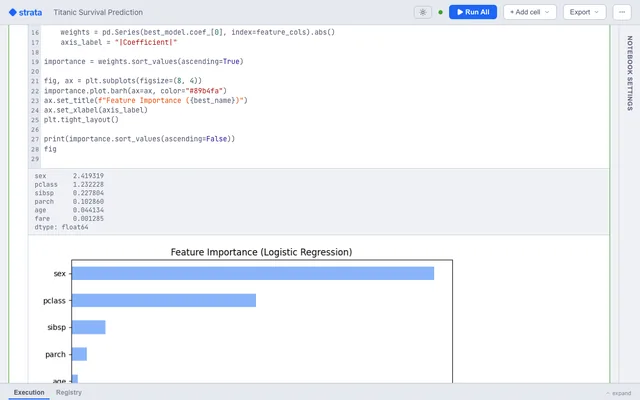 strata
Titanic Survival Prediction
Run All
+ Add cell
Export
NOTEBOOK SETTINGS
16 weights = pd.Series(best_model.coef_[0], index=feature_cols).abs()
17 axis_label = "|Coefficient|"
18
19 importance = weights.sort_values(ascending=True)
20
21 fig, ax = plt.subplots(figsize=(8, 4))
22 importance.plot.barh(ax=ax, color="#89b4fa")
23 ax.set_title(f"Feature Importance ({best_name})")
24 ax.set_xlabel(axis_label)
25 plt.tight_layout()
26
27 print(importance.sort_values(ascending=False))
28 fig
29
sex 2.419319
pclass 1.232228
sibsp 0.227804
parch 0.102860
age 0.044134
fare 0.001285
dtype: float64
Feature Importance (Logistic Regression)
sex
pclass
sibsp
parch
age
Execution
Registry
expand